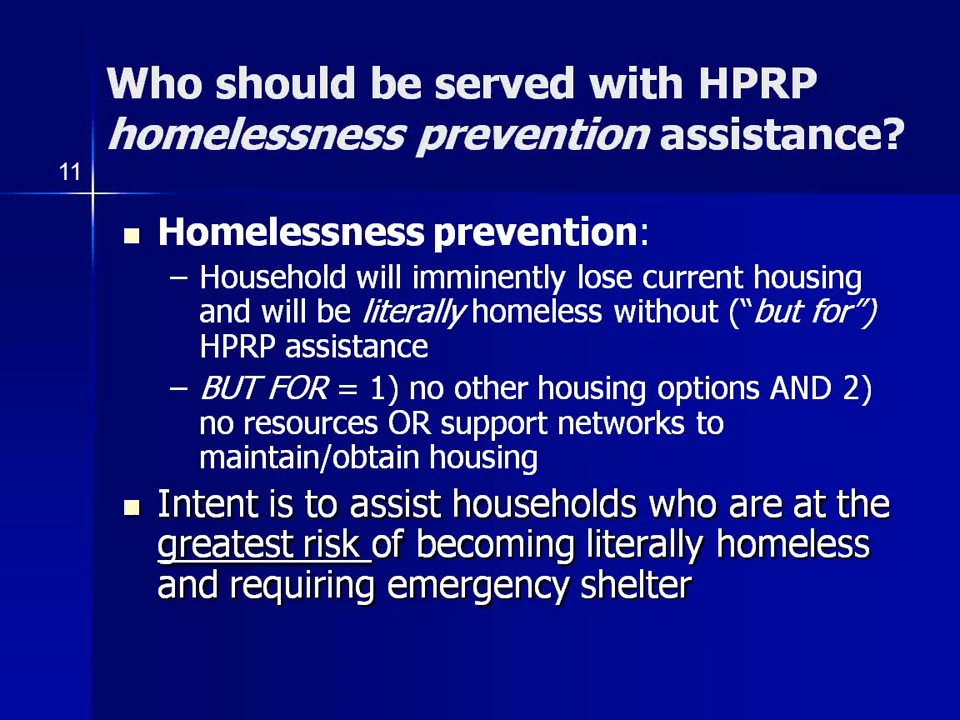 Who should be served with HPRP
homelessness prevention assistance?
11
Homelessness prevention:
– Household will imminently lose current housing
and will be literally homeless without (“but for”)
HPRP assistance
– BUT FOR = 1) no other housing options AND 2)
no resources OR support networks to
maintain/obtain housing
Intent is to assist households who are at the
greatest risk of becoming literally homeless
and requiring emergency shelter